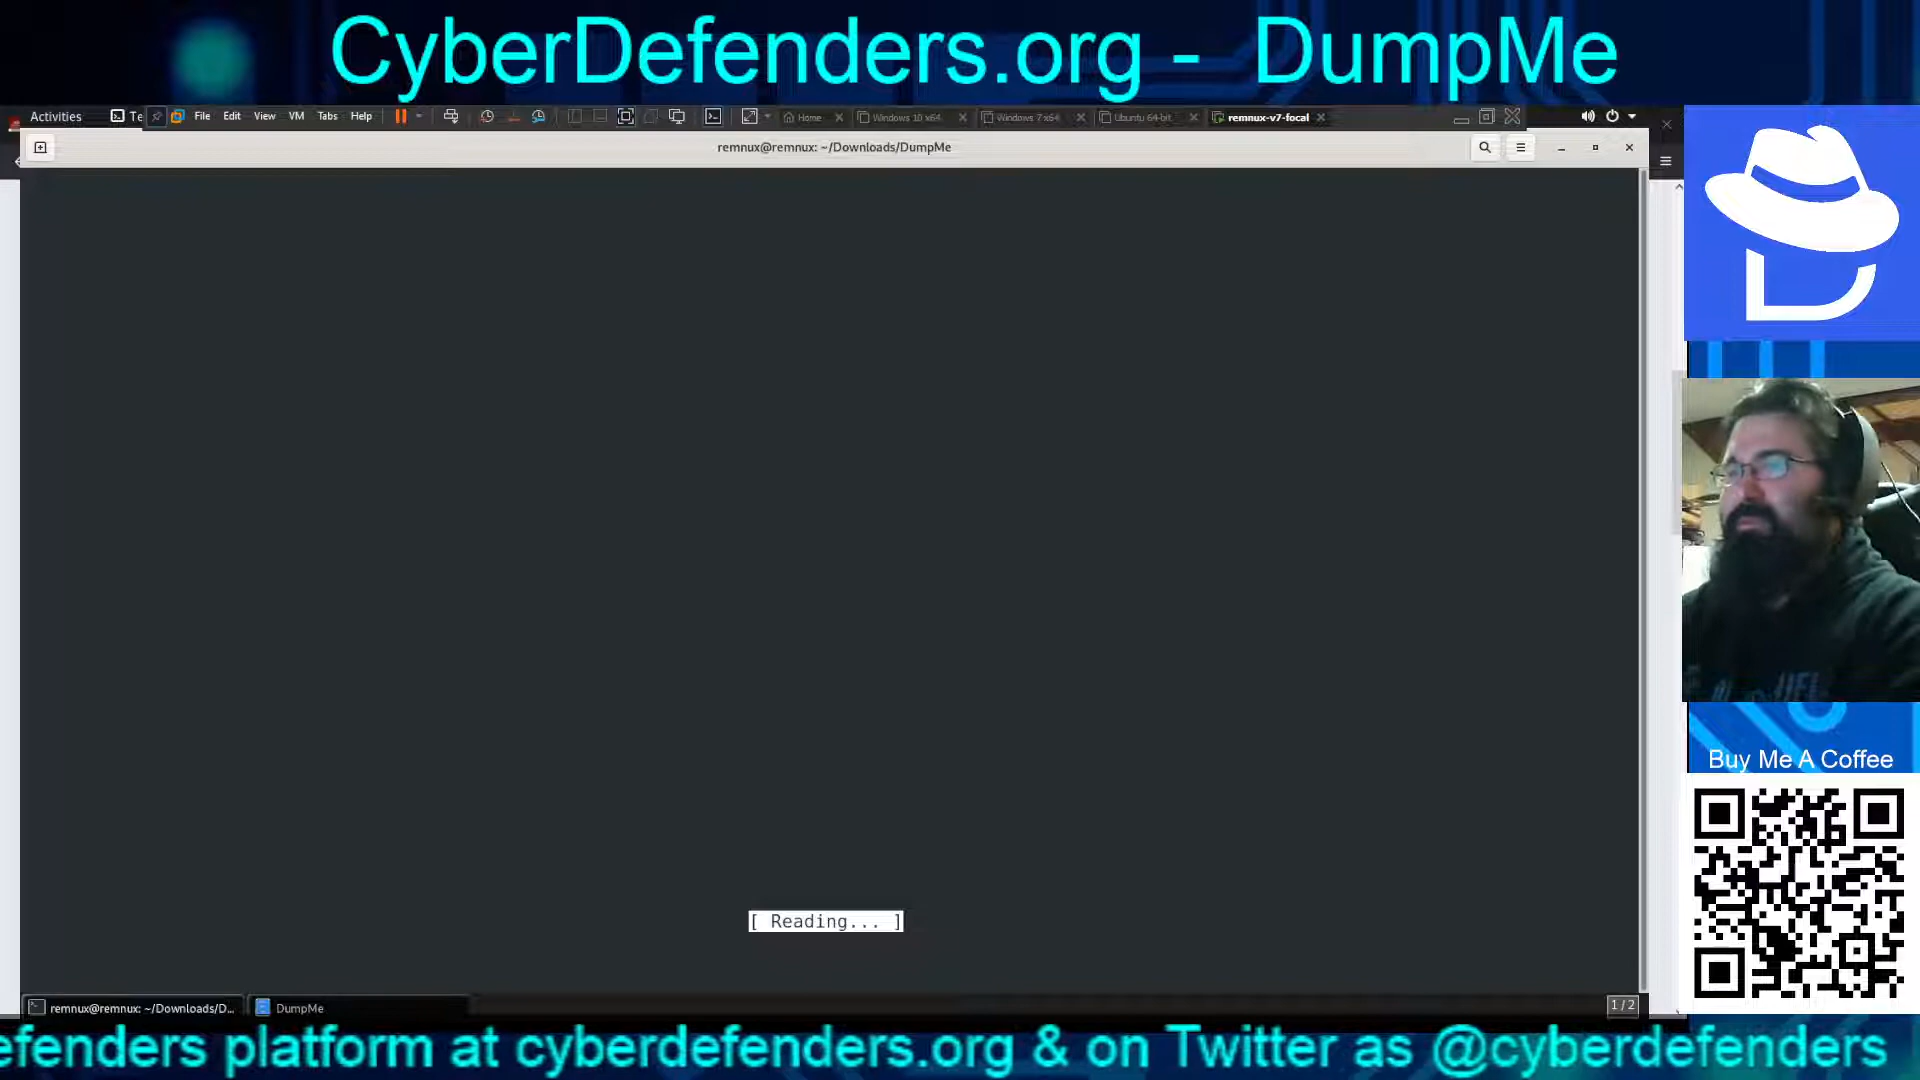 CyberDefenders.org - DumpMe
Activities
Te
File Edit View VM Tabs Help
Home
Windows 10 x64
Windows 7 x64
Ubuntu 64-bit
remnux-v7-focal
remnux@remnux: ~/Downloads/DumpMe
[ Reading... ]
Buy Me A Coffee
remnux@remnux: ~/Downloads/D...
DumpMe
1 / 2
efenders platform at cyberdefenders.org & on Twitter as @cyberdefenders